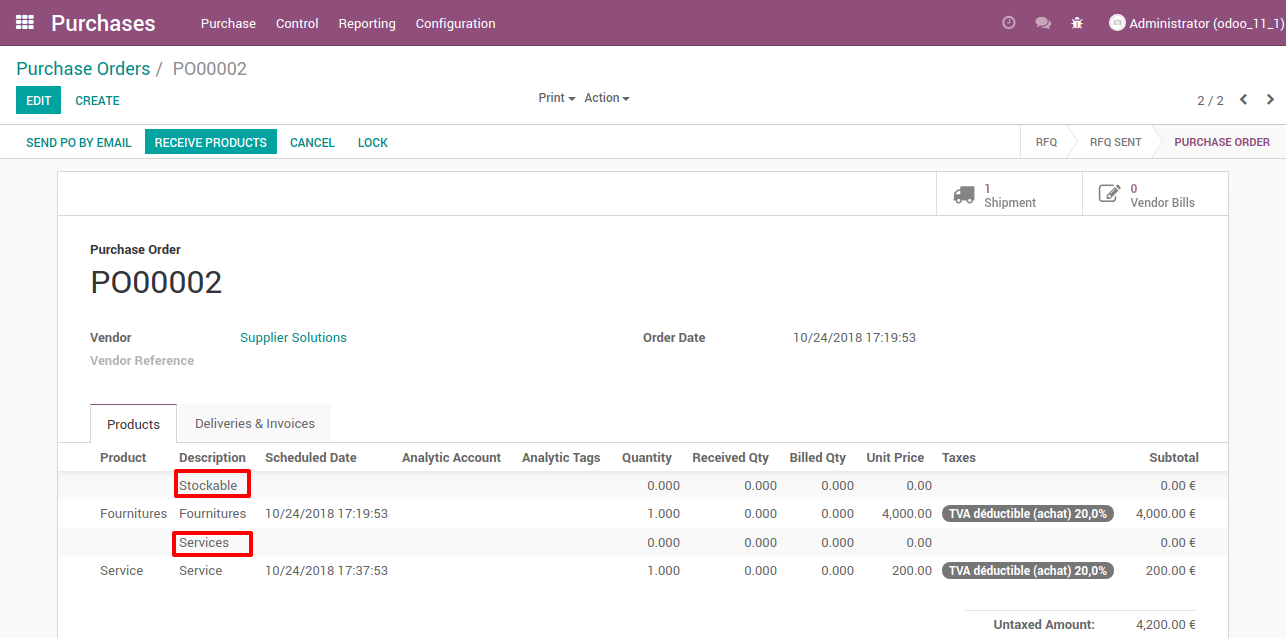 Purchases Purchase Control Reporting Configuration Administrator (odoo_11_1)
Purchase Orders / PO00002
EDIT CREATE Print Action 2 / 2
SEND PO BY EMAIL RECEIVE PRODUCTS CANCEL LOCK RFQ RFQ SENT PURCHASE ORDER
1 Shipment 0 Vendor Bills
Purchase Order
PO00002
Vendor Supplier Solutions Order Date 10/24/2018 17:19:53
Vendor Reference
Products Deliveries & Invoices
Product Description Scheduled Date Analytic Account Analytic Tags Quantity Received Qty Billed Qty Unit Price Taxes Subtotal
Stockable 0.000 0.000 0.000 0.00 0.00 €
Fournitures Fournitures 10/24/2018 17:19:53 1.000 0.000 0.000 4,000.00 TVA déductible (achat) 20,0% 4,000.00 €
Services 0.000 0.000 0.000 0.00 0.00 €
Service Service 10/24/2018 17:37:53 1.000 0.000 0.000 200.00 TVA déductible (achat) 20,0% 200.00 €
Untaxed Amount: 4,200.00 €